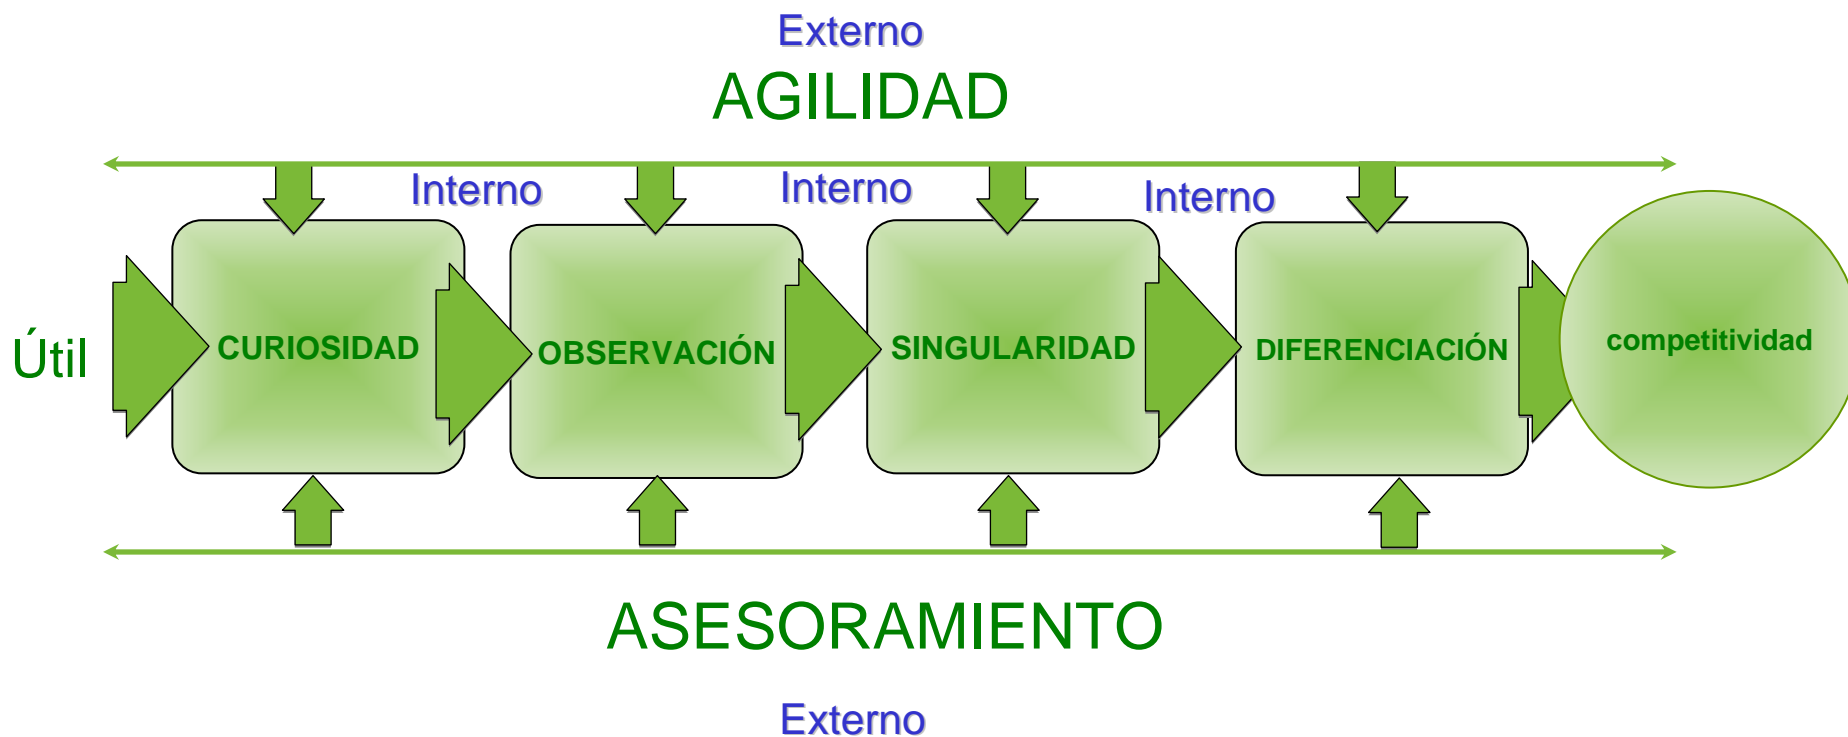 Externo
AGILIDAD
Interno
Interno
Interno
Útil
CURIOSIDAD
OBSERVACIÓN
SINGULARIDAD
DIFERENCIACIÓN
competitividad
ASESORAMIENTO
Externo